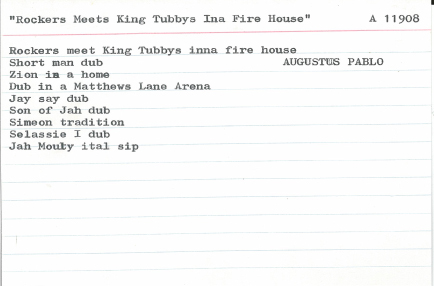 "Rockers Meets King Tubbys Ina Fire House" A 11908
Rockers meet King Tubbys inna fire house
Short man dub AUGUSTUS PABLO
Zion is a home
Dub in a Matthews Lane Arena
Jay say dub
Son of Jah dub
Simeon tradition
Selassie I dub
Jah Mouty ital sip